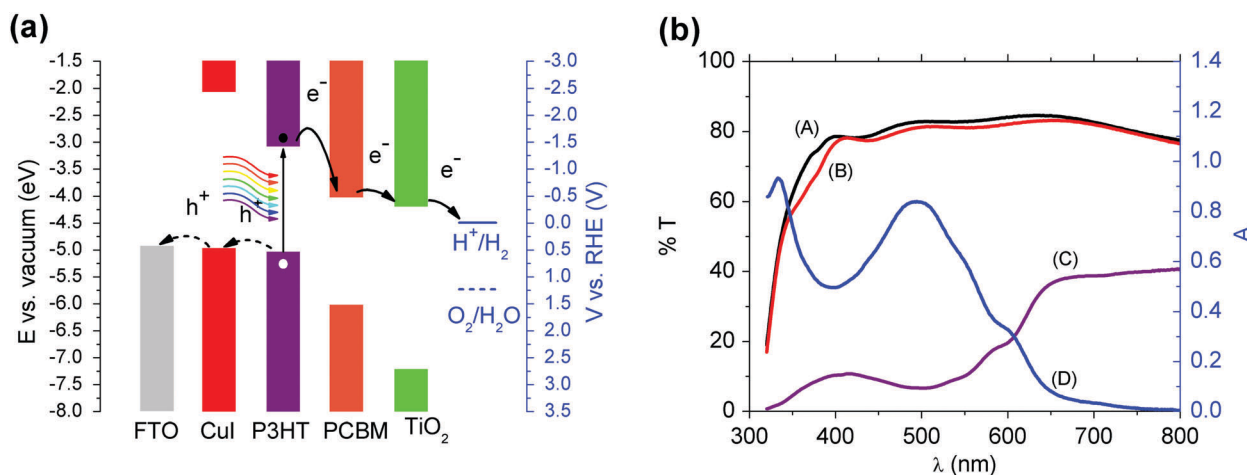 (a)
E vs. vacuum (eV)
-1.5
-2.0
-2.5
-3.0
-3.5
-4.0
-4.5
-5.0
-5.5
-6.0
-6.5
-7.0
-7.5
-8.0
e⁻
e⁻
e⁻
h⁺
h⁺
H⁺/H₂
O₂/H₂O
FTO
CuI
P3HT
PCBM
TiO₂
-3.0
-2.5
-2.0
-1.5
-1.0
-0.5
0.0
0.5
1.0
1.5
2.0
2.5
3.0
3.5
V vs. RHE (eV)
(b)
% T
100
80
60
40
20
0
(A)
(B)
(C)
(D)
300
400
500
600
700
800
λ (nm)
1.4
1.2
1.0
0.8
0.6
0.4
0.2
0.0
A